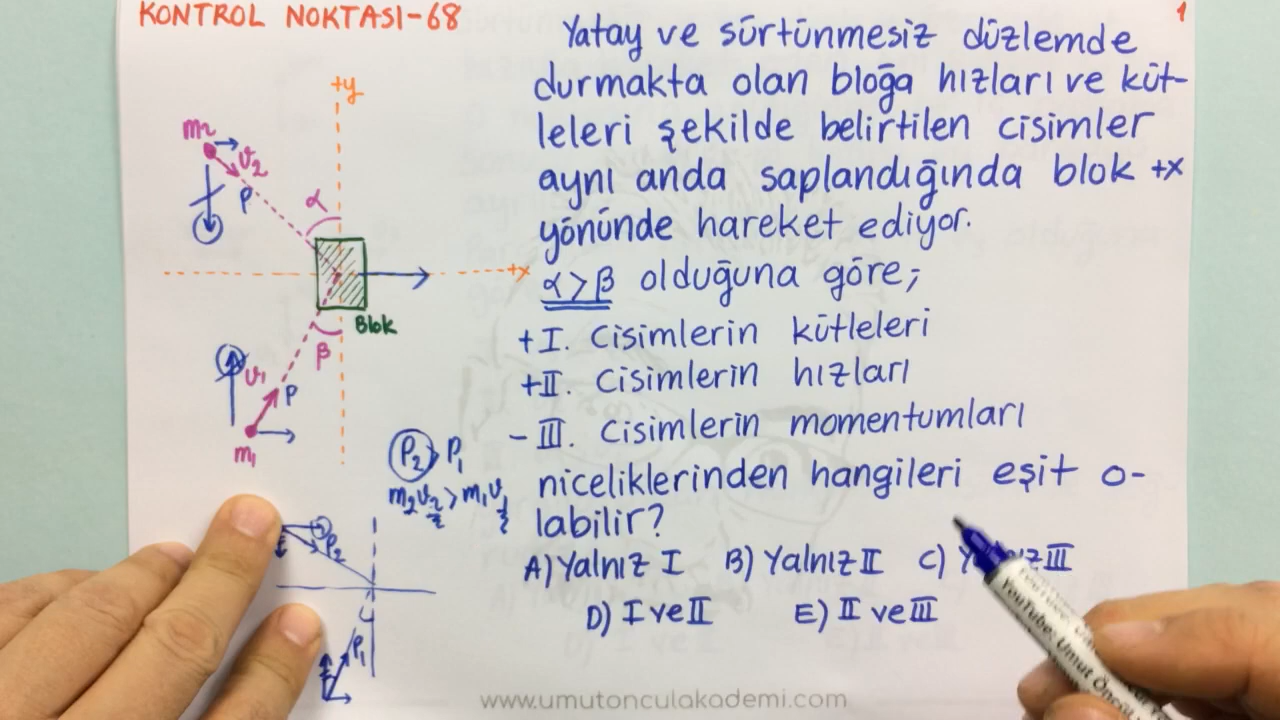 KONTROL NOKTASI-68
1
Yatay ve sürtünmesiz düzlemde
durmakta olan bloğa hızları ve küt-
leleri şekilde belirtilen cisimler
aynı anda saplandığında blok +x
yönünde hareket ediyor.
α > β olduğuna göre;
+ I. Cisimlerin kütleleri
+ II. Cisimlerin hızları
- III. Cisimlerin momentumları
niceliklerinden hangileri eşit o-
labilir?
A) Yalnız I B) Yalnız II C) III
D) I ve II E) II ve III
+y
m2
v2
P
α
+x
Blok
β
v1
P
m1
P2 > P1
m2v2 > m1v1
P2
P1
www.umutonculakademi.com
YouTube: Umut Öncül